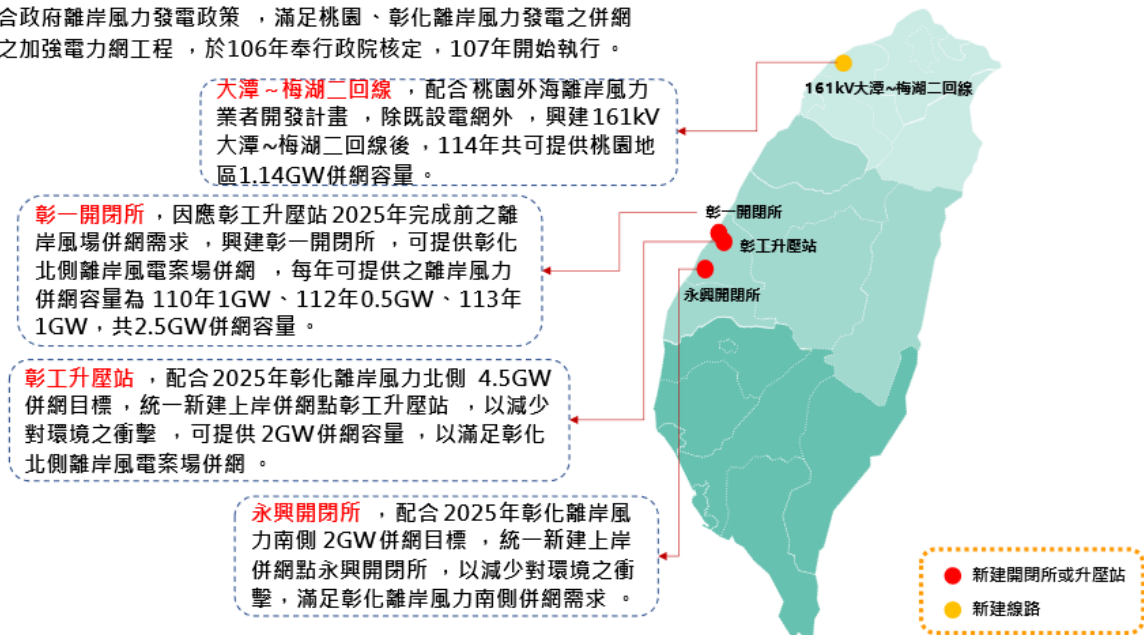 合政府離岸風力發電政策，滿足桃園、彰化離岸風力發電之併網
之加強電力網工程，於106年奉行政院核定，107年開始執行。
161kV大潭~梅湖二回線
大潭～梅湖二回線，配合桃園外海離岸風力
業者開發計畫，除既設電網外，興建161kV
大潭~梅湖二回線後，114年共可提供桃園地
區1.14GW併網容量。
彰一開閉所，因應彰工升壓站2025年完成前之離
岸風場併網需求，興建彰一開閉所，可提供彰化
北側離岸風電案場併網，每年可提供之離岸風力
併網容量為110年1GW、112年0.5GW、113年
1GW，共2.5GW併網容量。
彰一開閉所
彰工升壓站
永興開閉所
彰工升壓站，配合2025年彰化離岸風力北側 4.5GW
併網目標，統一新建上岸併網點彰工升壓站，以減少
對環境之衝擊，可提供2GW併網容量，以滿足彰化
北側離岸風電案場併網。
永興開閉所，配合2025年彰化離岸風
力南側2GW併網目標，統一新建上岸
併網點永興開閉所，以減少對環境之衝
擊，滿足彰化離岸風力南側併網需求。
新建開閉所或升壓站
新建線路